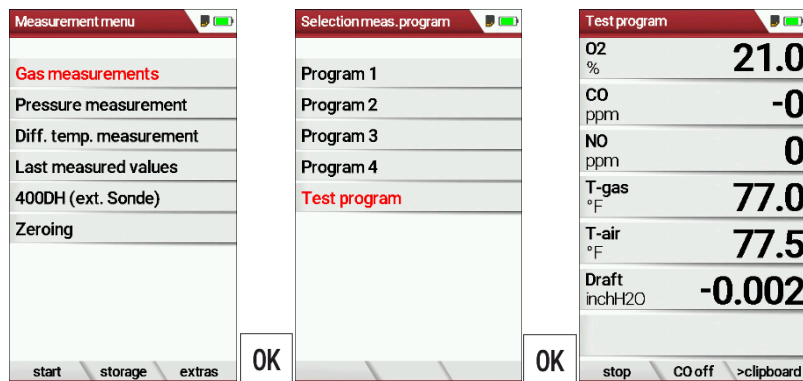 Measurement menu
Gas measurements
Pressure measurement
Diff. temp. measurement
Last measured values
400DH (ext. Sonde)
Zeroing
start storage extras
OK
Selection meas. program
Program 1
Program 2
Program 3
Program 4
Test program
OK
Test program
O2 % 21.0
CO ppm -0
NO ppm 0
T-gas °F 77.0
T-air °F 77.5
Draft inchH2O -0.002
stop CO off >clipboard